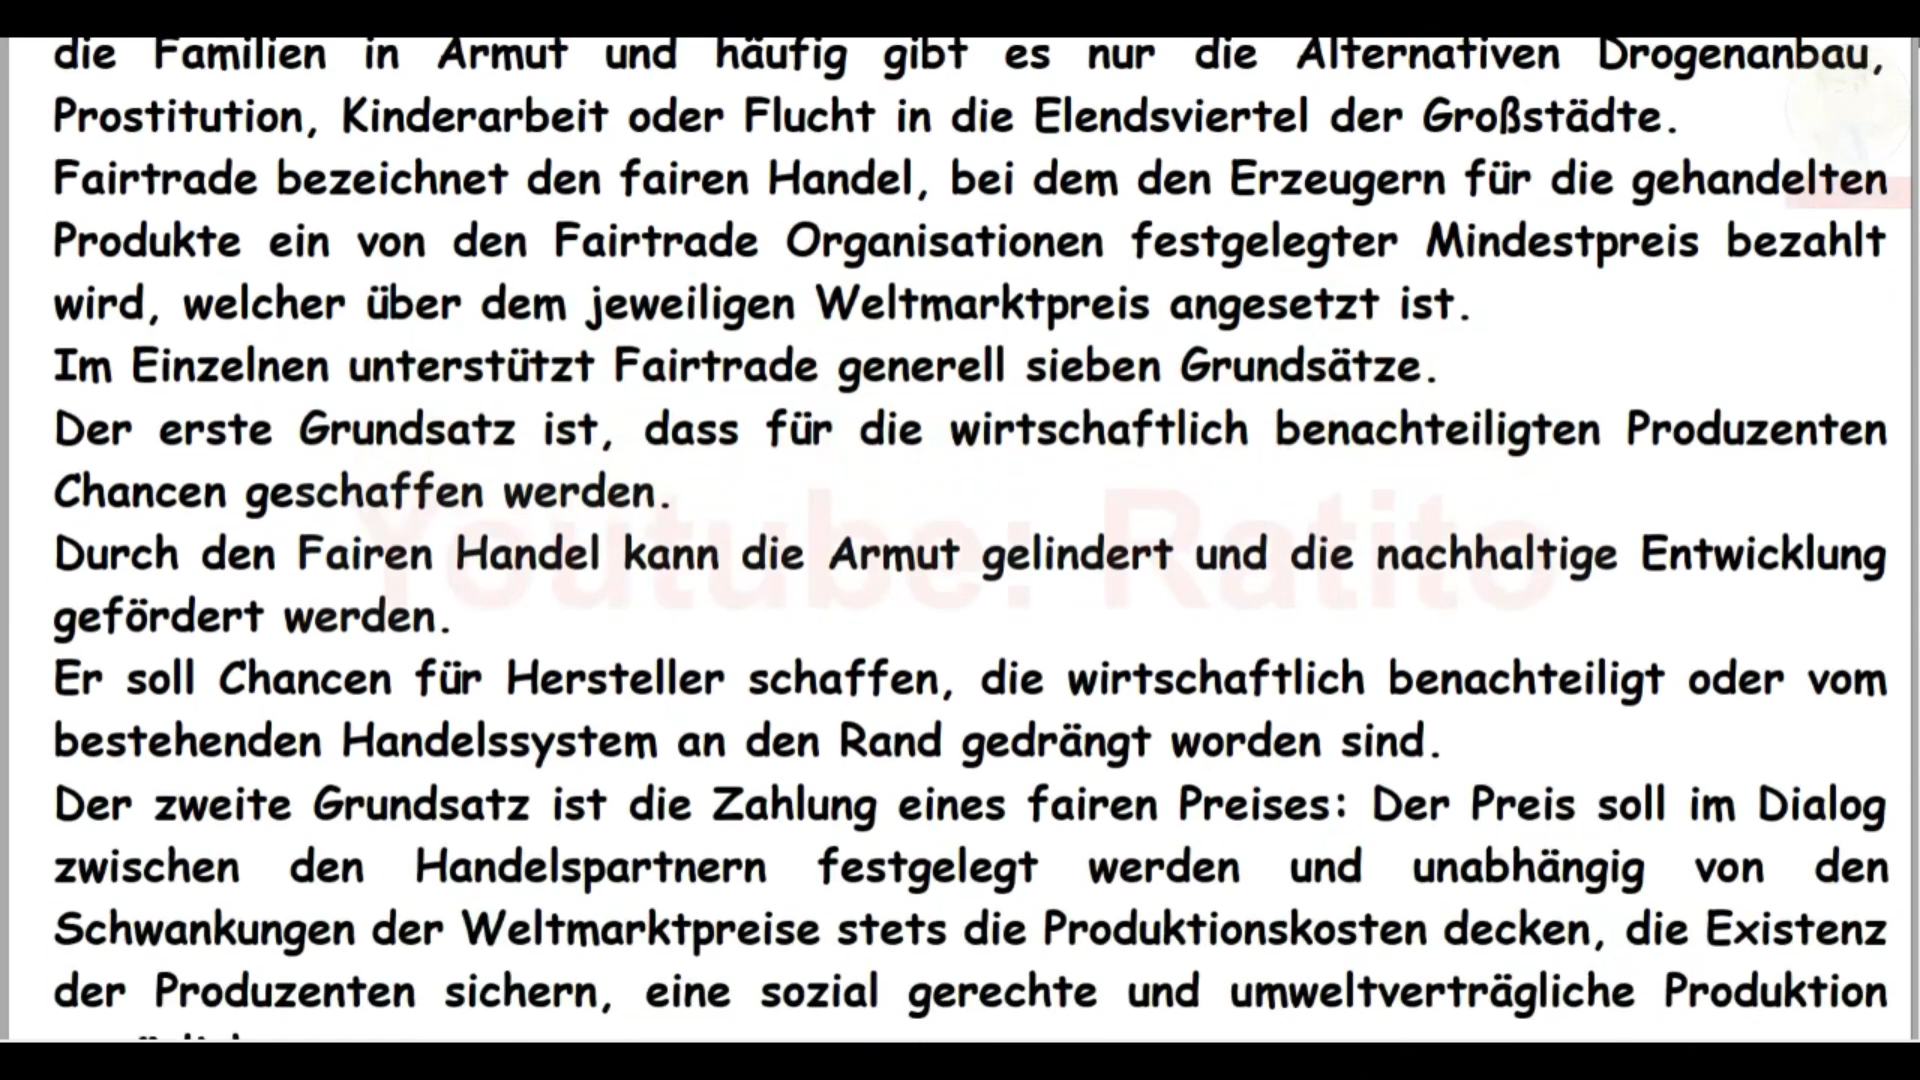 die Familien in Armut und häufig gibt es nur die Alternativen Drogenanbau,
Prostitution, Kinderarbeit oder Flucht in die Elendsviertel der Großstädte.
Fairtrade bezeichnet den fairen Handel, bei dem den Erzeugern für die gehandelten
Produkte ein von den Fairtrade Organisationen festgelegter Mindestpreis bezahlt
wird, welcher über dem jeweiligen Weltmarktpreis angesetzt ist.
Im Einzelnen unterstützt Fairtrade generell sieben Grundsätze.
Der erste Grundsatz ist, dass für die wirtschaftlich benachteiligten Produzenten
Chancen geschaffen werden.
Youtube: Ratito
Durch den Fairen Handel kann die Armut gelindert und die nachhaltige Entwicklung
gefördert werden.
Er soll Chancen für Hersteller schaffen, die wirtschaftlich benachteiligt oder vom
bestehenden Handelssystem an den Rand gedrängt worden sind.
Der zweite Grundsatz ist die Zahlung eines fairen Preises: Der Preis soll im Dialog
zwischen den Handelspartnern festgelegt werden und unabhängig von den
Schwankungen der Weltmarktpreise stets die Produktionskosten decken, die Existenz
der Produzenten sichern, eine sozial gerechte und umweltverträgliche Produktion